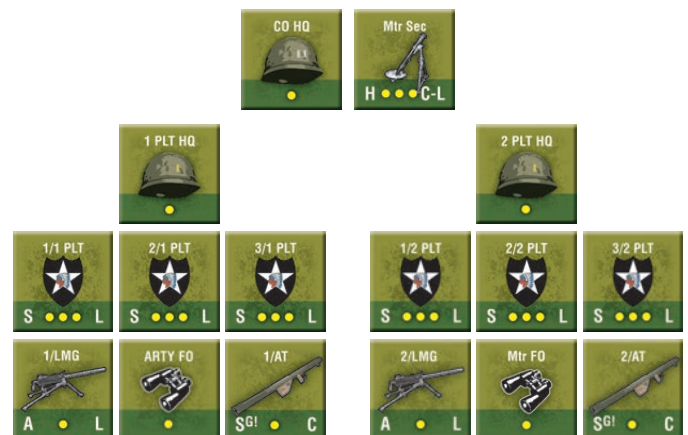 CO HQ
Mtr Sec
H C-L
1 PLT HQ
2 PLT HQ
1/1 PLT
2/1 PLT
3/1 PLT
1/2 PLT
2/2 PLT
3/2 PLT
S L
S L
S L
S L
S L
S L
1/LMG
ARTY FO
1/AT
2/LMG
Mtr FO
2/AT
A L
SG! C
A L
SG! C